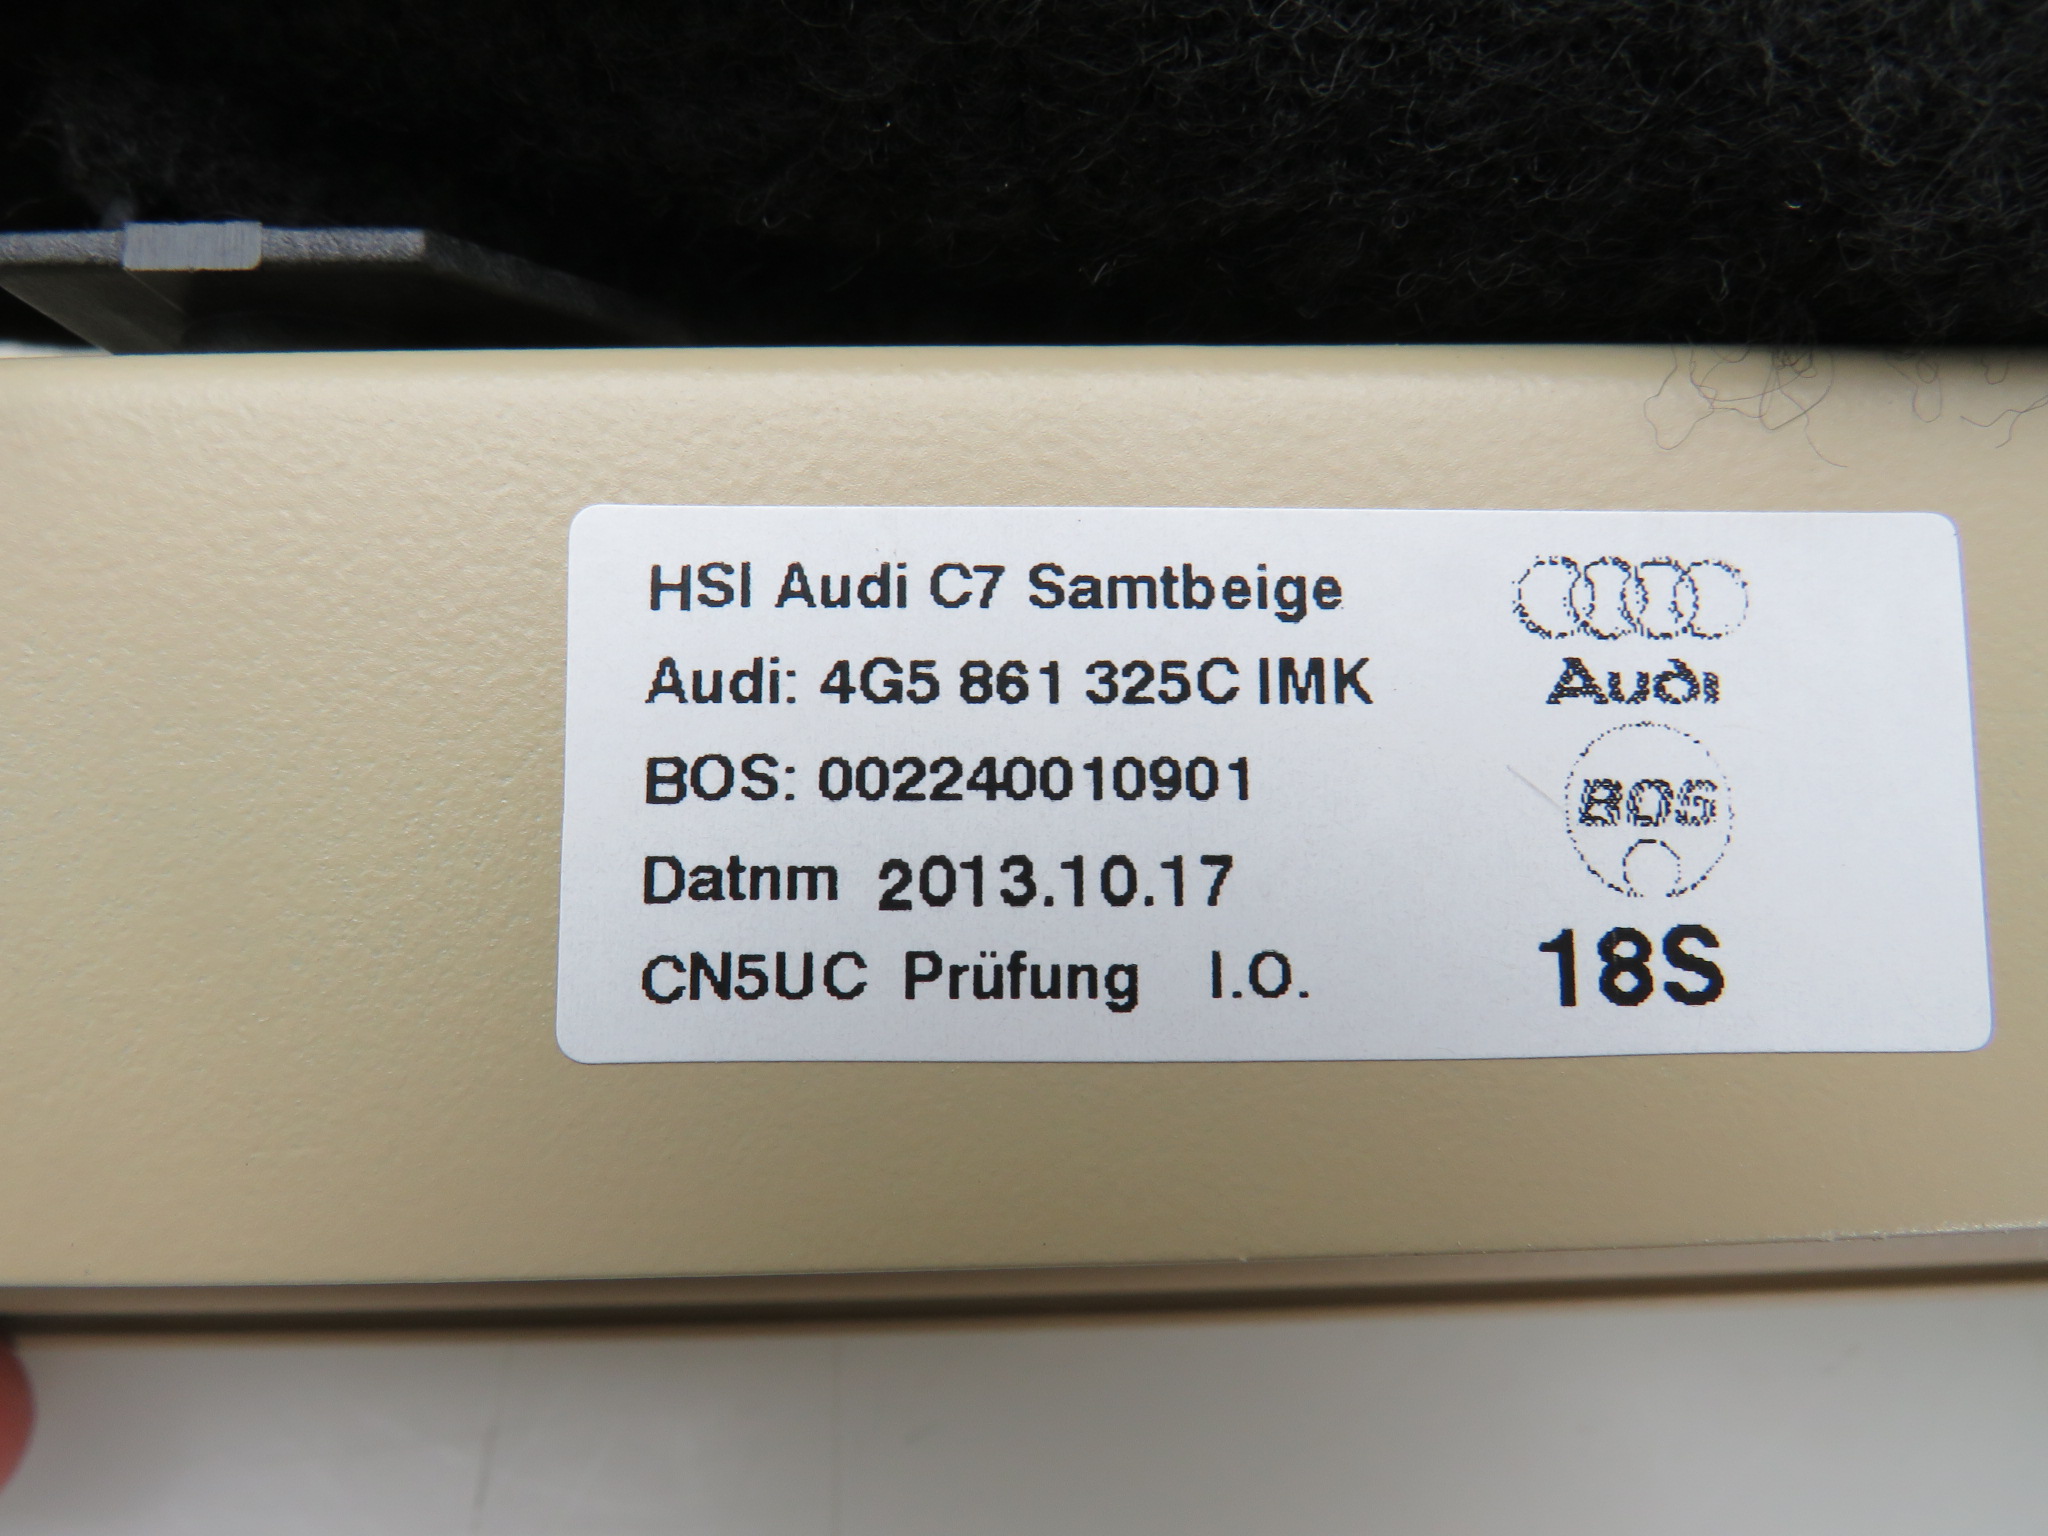 HSI Audi C7 Samtbeige
Audi: 4G5 861 325C IMK
BOS: 002240010901
Datnm 2013.10.17
CN5UC Prüfung I.O.
Audi
BOS
18S